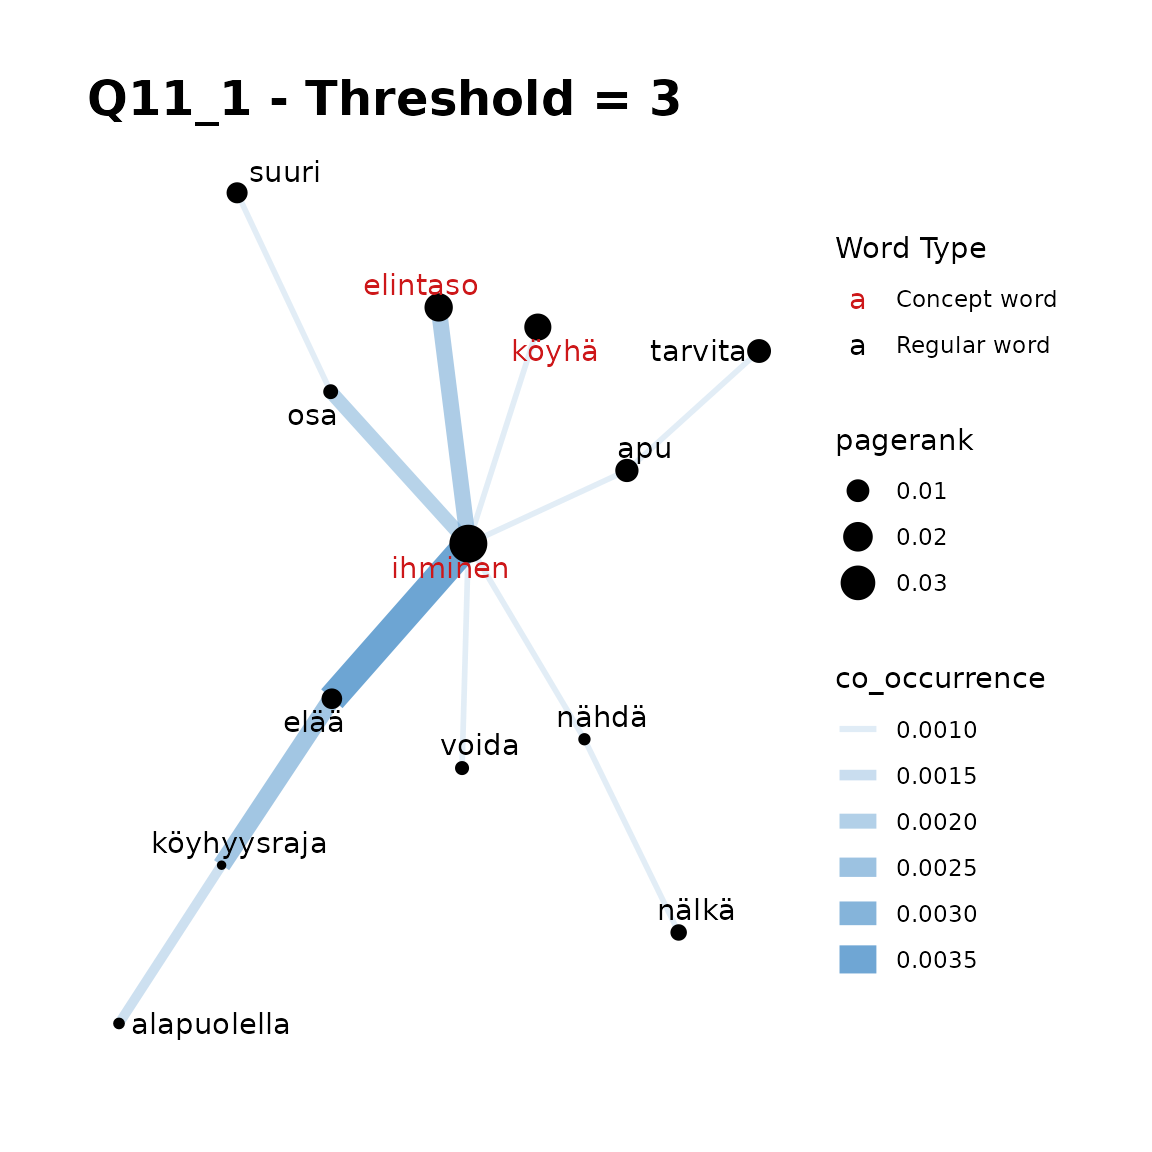 Q11_1 - Threshold = 3
suuri
elintaso
köyhä
tarvita
osa
apu
ihminen
elää
nähdä
voida
köyhyysraja
nälkä
alapuolella
Word Type
a Concept word
a Regular word
pagerank
0.01
0.02
0.03
co_occurrence
0.0010
0.0015
0.0020
0.0025
0.0030
0.0035